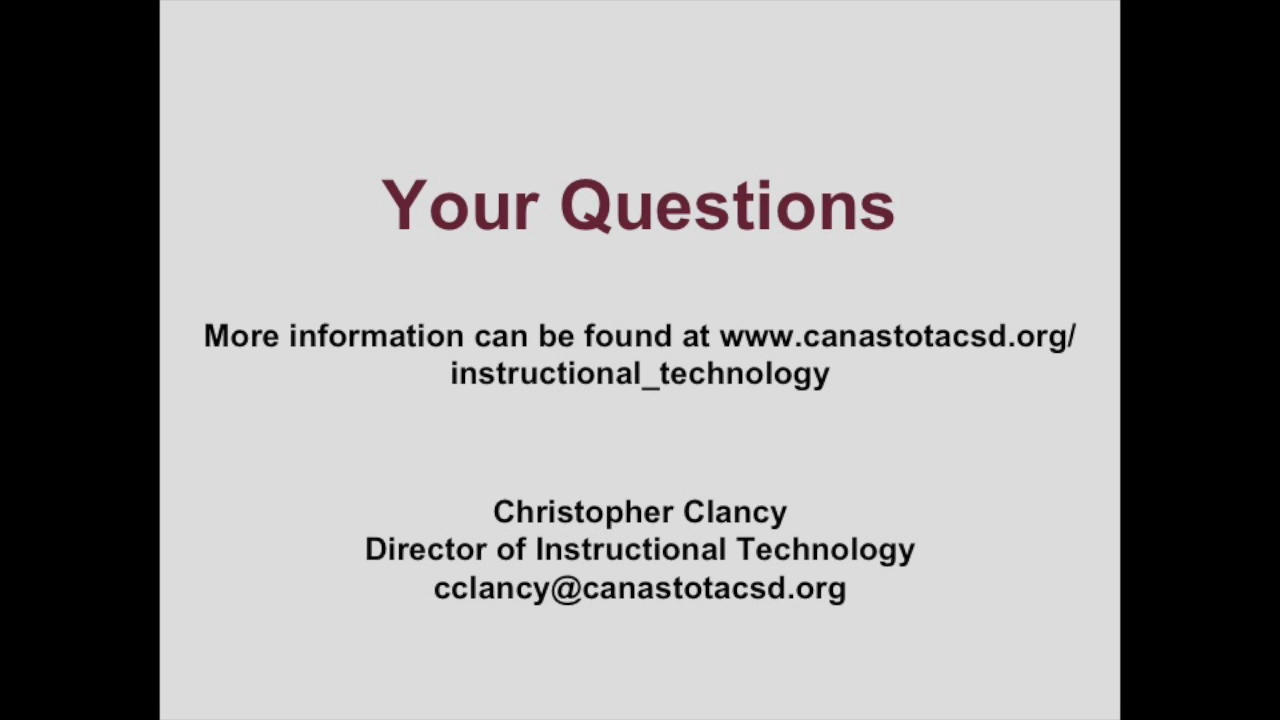 Your Questions
More information can be found at www.canastotacsd.org/
instructional_technology
Christopher Clancy
Director of Instructional Technology
cclancy@canastotacsd.org